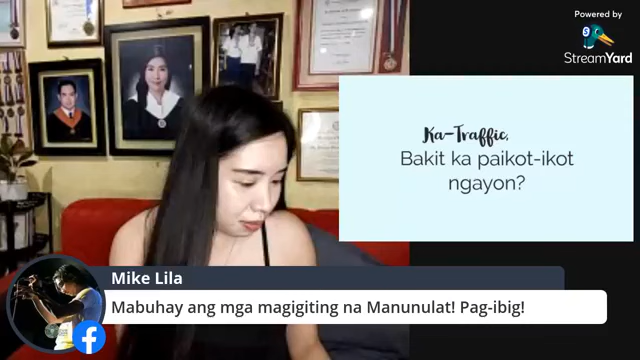 Powered by
StreamYard
Ka-Traffic,
Bakit ka paikot-ikot
ngayon?
Mike Lila
Mabuhay ang mga magigiting na Manunulat! Pag-ibig!